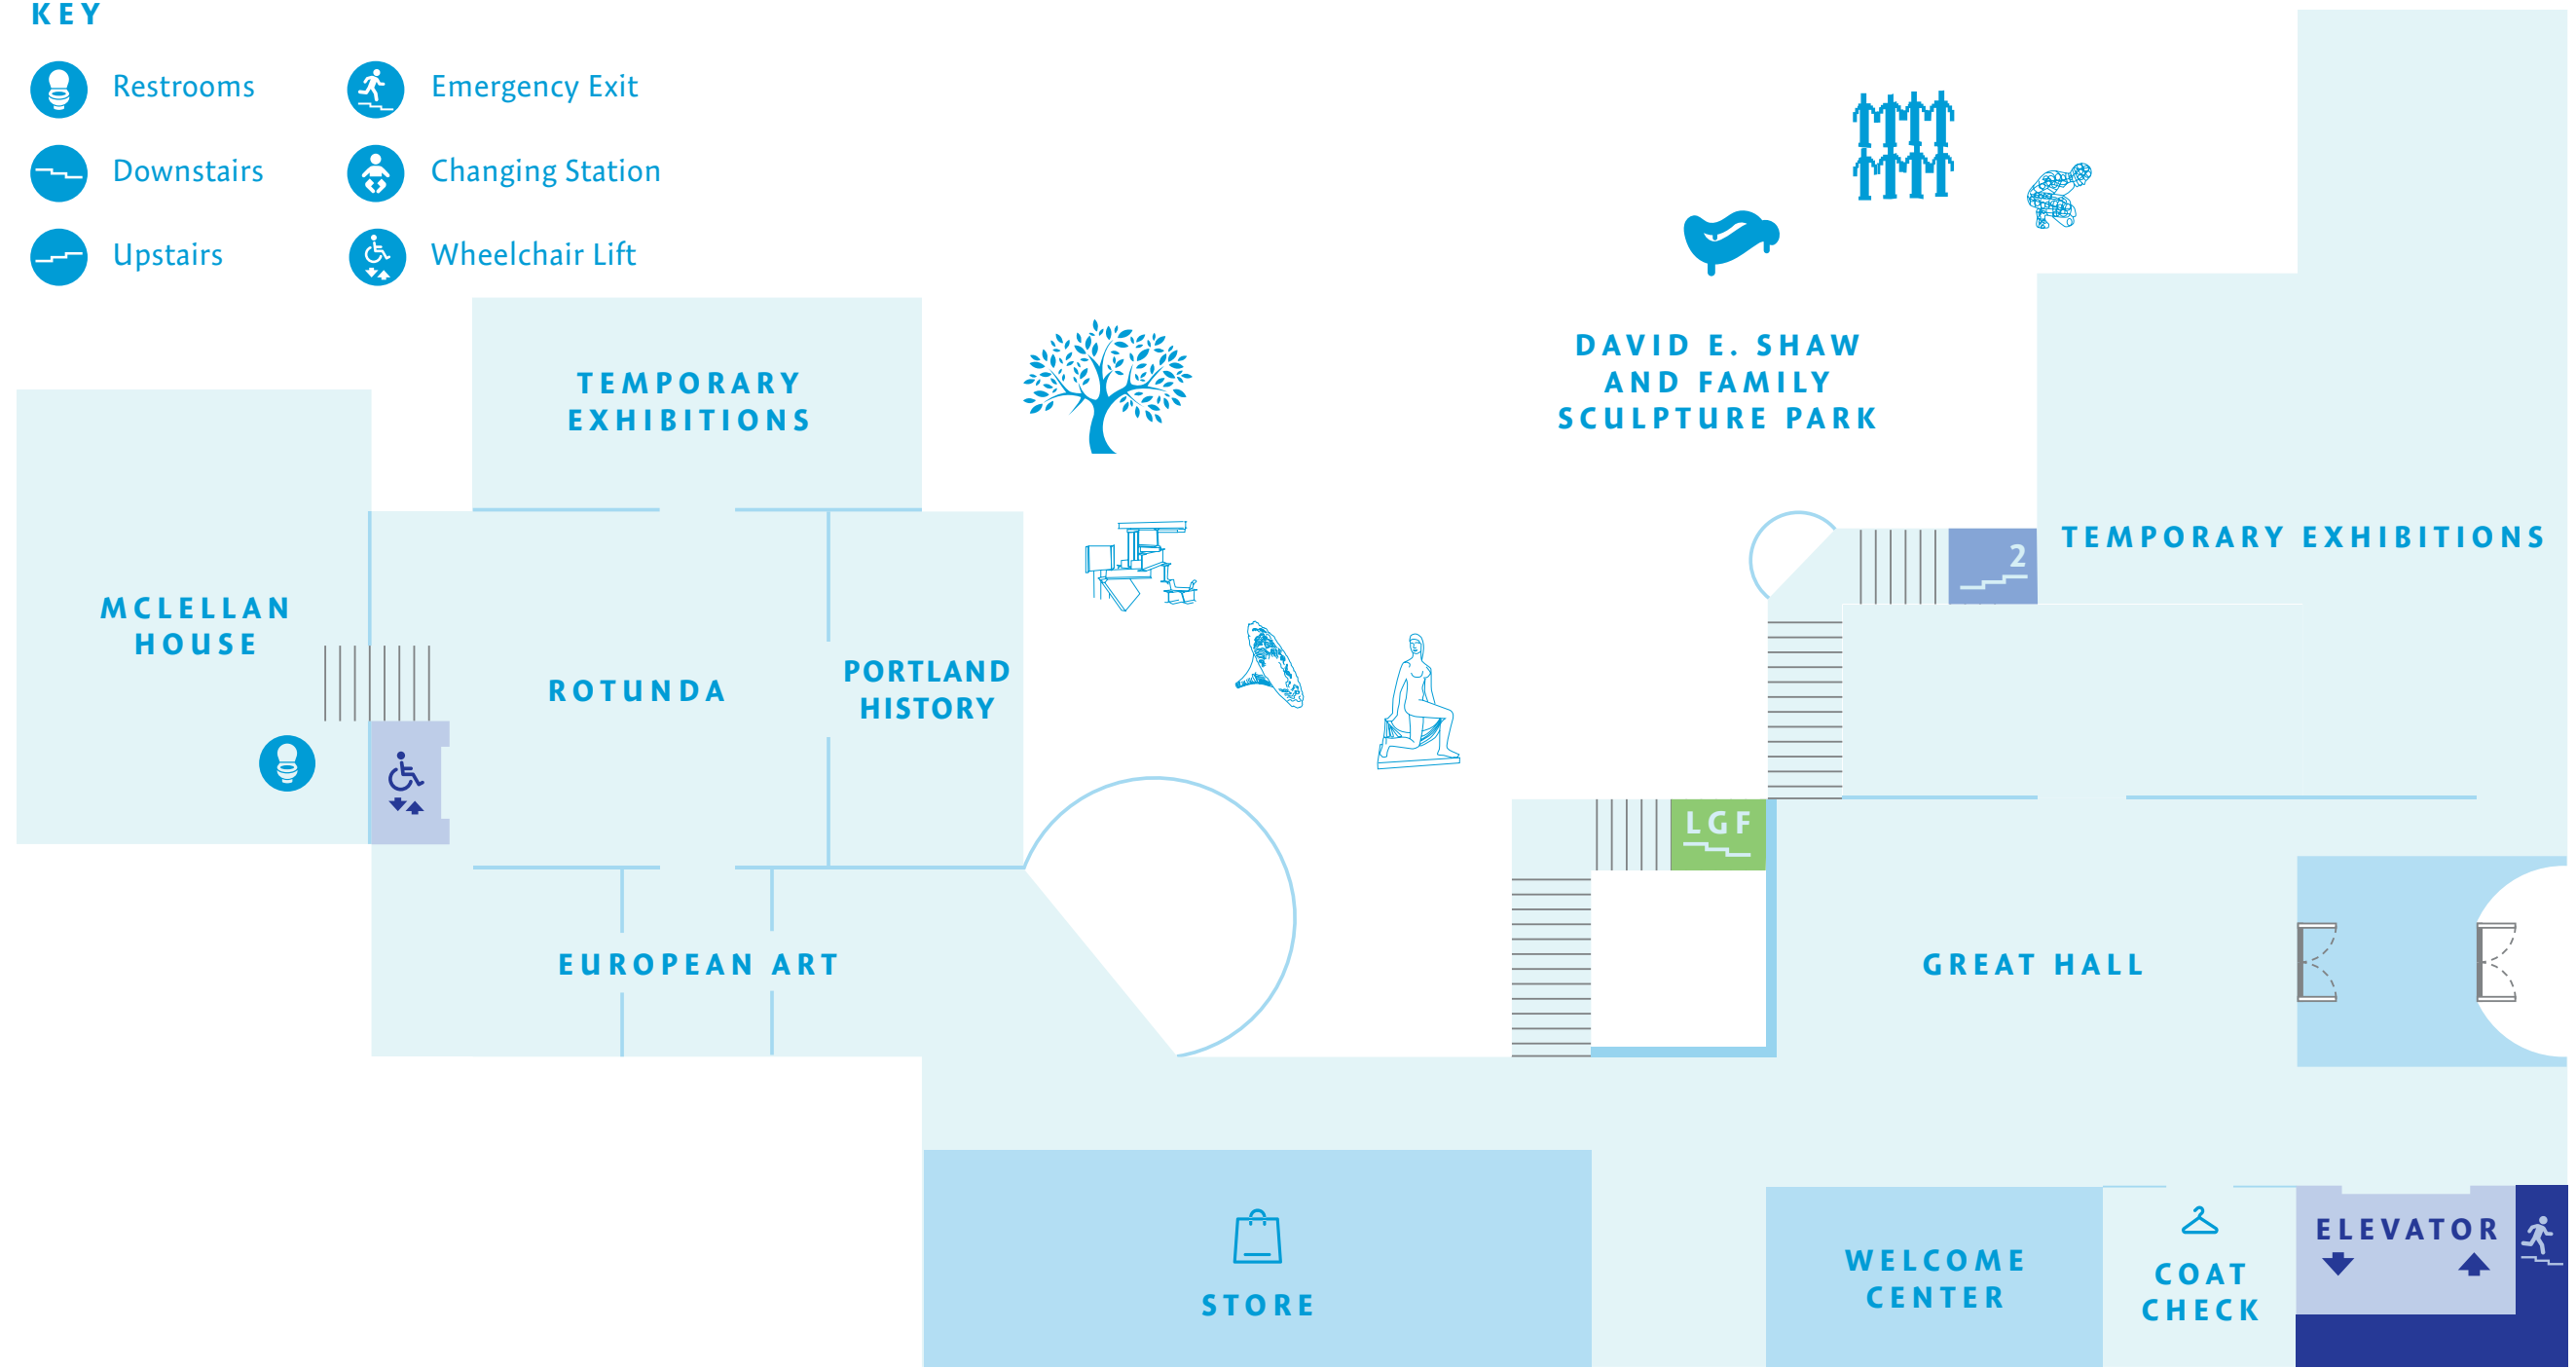 KEY
Restrooms
Emergency Exit
Downstairs
Changing Station
Upstairs
Wheelchair Lift
TEMPORARY
EXHIBITIONS
DAVID E. SHAW
AND FAMILY
SCULPTURE PARK
TEMPORARY EXHIBITIONS
2
MCLELLAN
HOUSE
ROTUNDA
PORTLAND
HISTORY
LGF
EUROPEAN ART
GREAT HALL
STORE
WELCOME
CENTER
COAT
CHECK
ELEVATOR